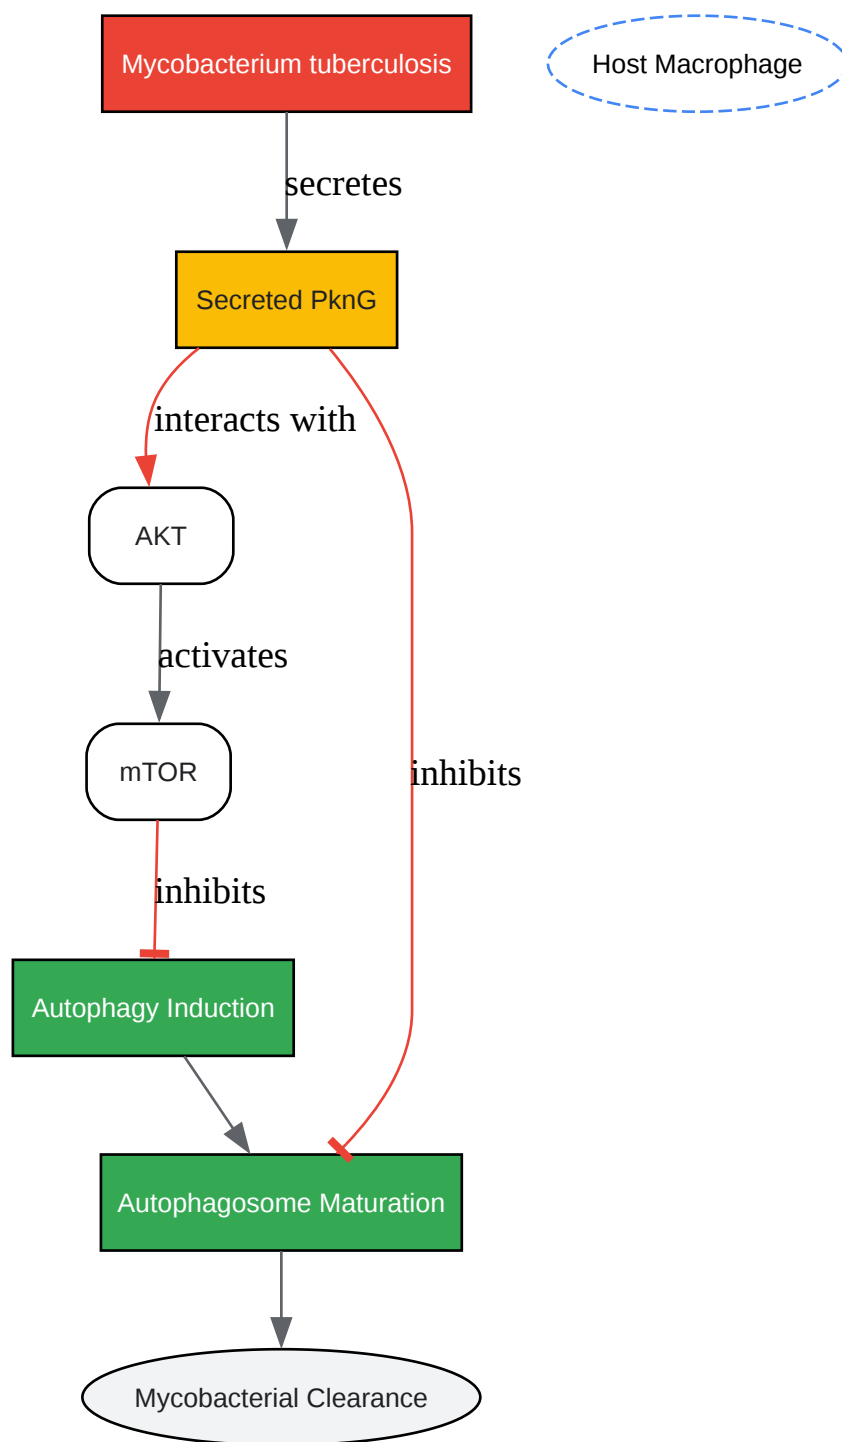 Mycobacterium tuberculosis
Host Macrophage
secretes
Secreted PknG
interacts with
AKT
activates
mTOR
inhibits
inhibits
Autophagy Induction
Autophagosome Maturation
Mycobacterial Clearance